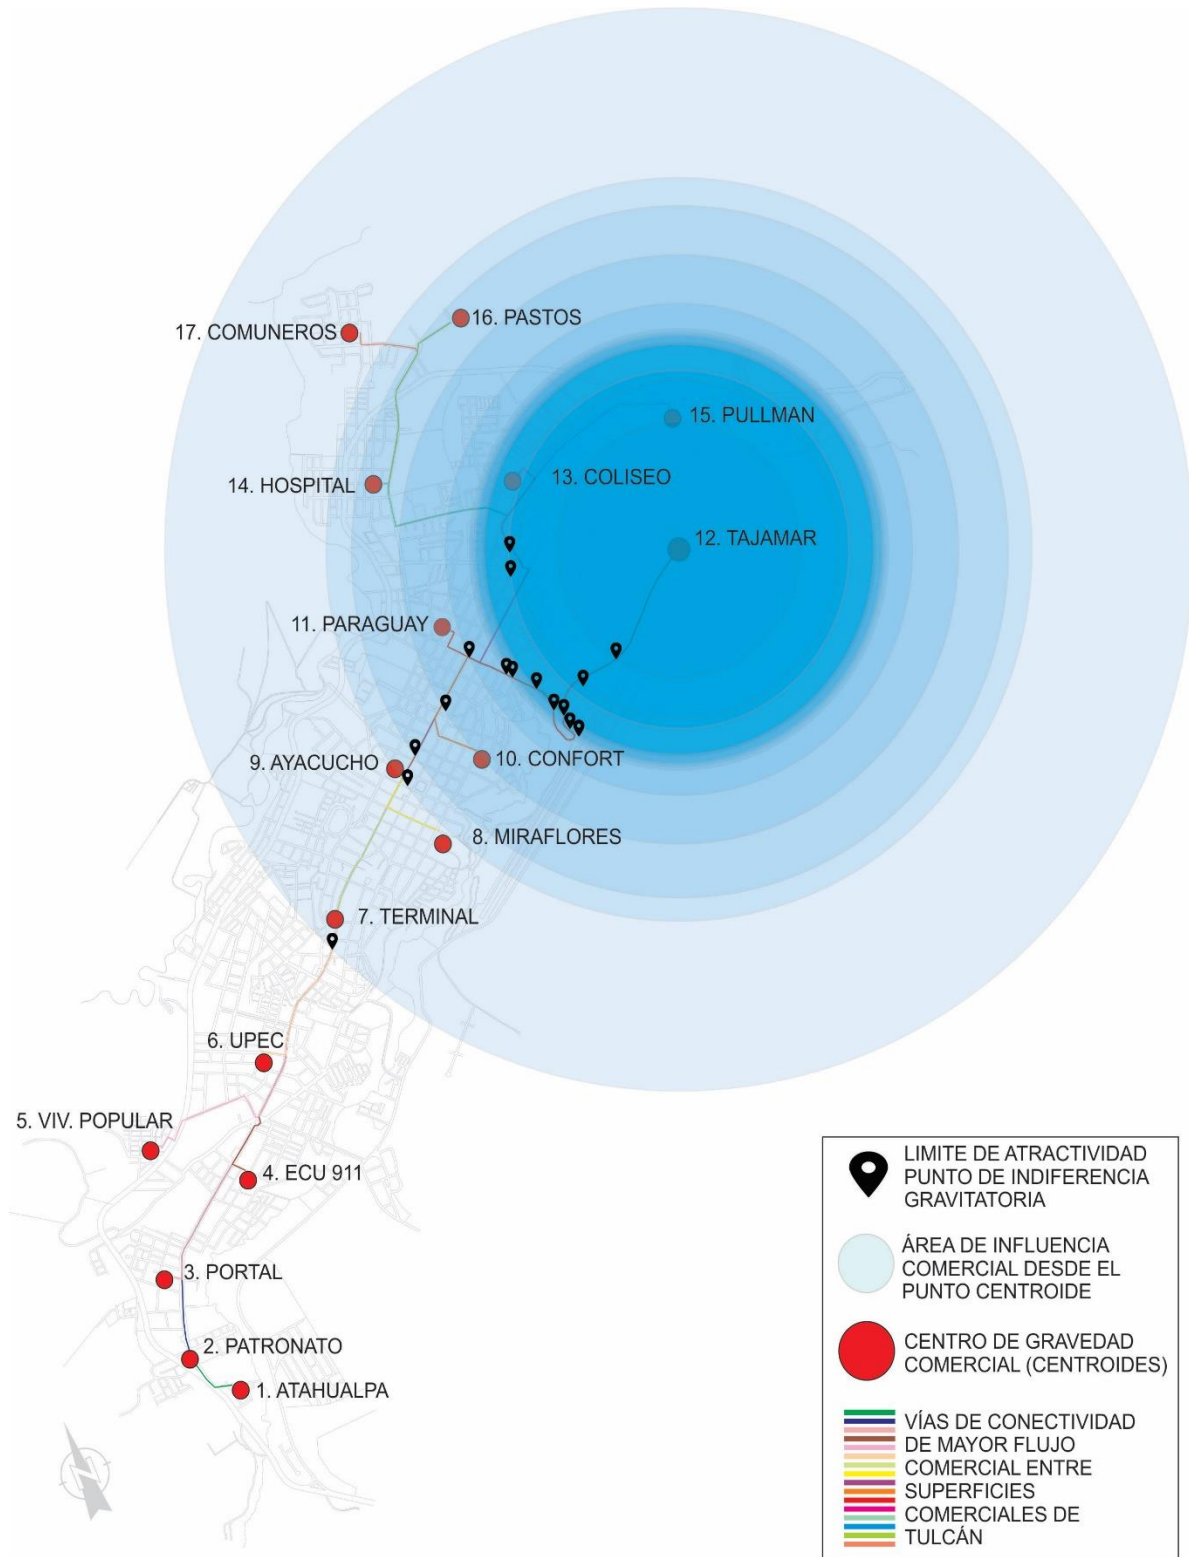 16. PASTOS
17. COMUNEROS
15. PULLMAN
13. COLISEO
14. HOSPITAL
12. TAJAMAR
11. PARAGUAY
10. CONFORT
9. AYACUCHO
8. MIRAFLORES
7. TERMINAL
6. UPEC
5. VIV. POPULAR
4. ECU 911
3. PORTAL
2. PATRONATO
1. ATAHUALPA
LIMITE DE ATRACTIVIDAD
PUNTO DE INDIFERENCIA
GRAVITATORIA
ÁREA DE INFLUENCIA
COMERCIAL DESDE EL
PUNTO CENTROIDE
CENTRO DE GRAVEDAD
COMERCIAL (CENTROIDES)
VÍAS DE CONECTIVIDAD
DE MAYOR FLUJO
COMERCIAL ENTRE
SUPERFICIES
COMERCIALES DE
TULCÁN